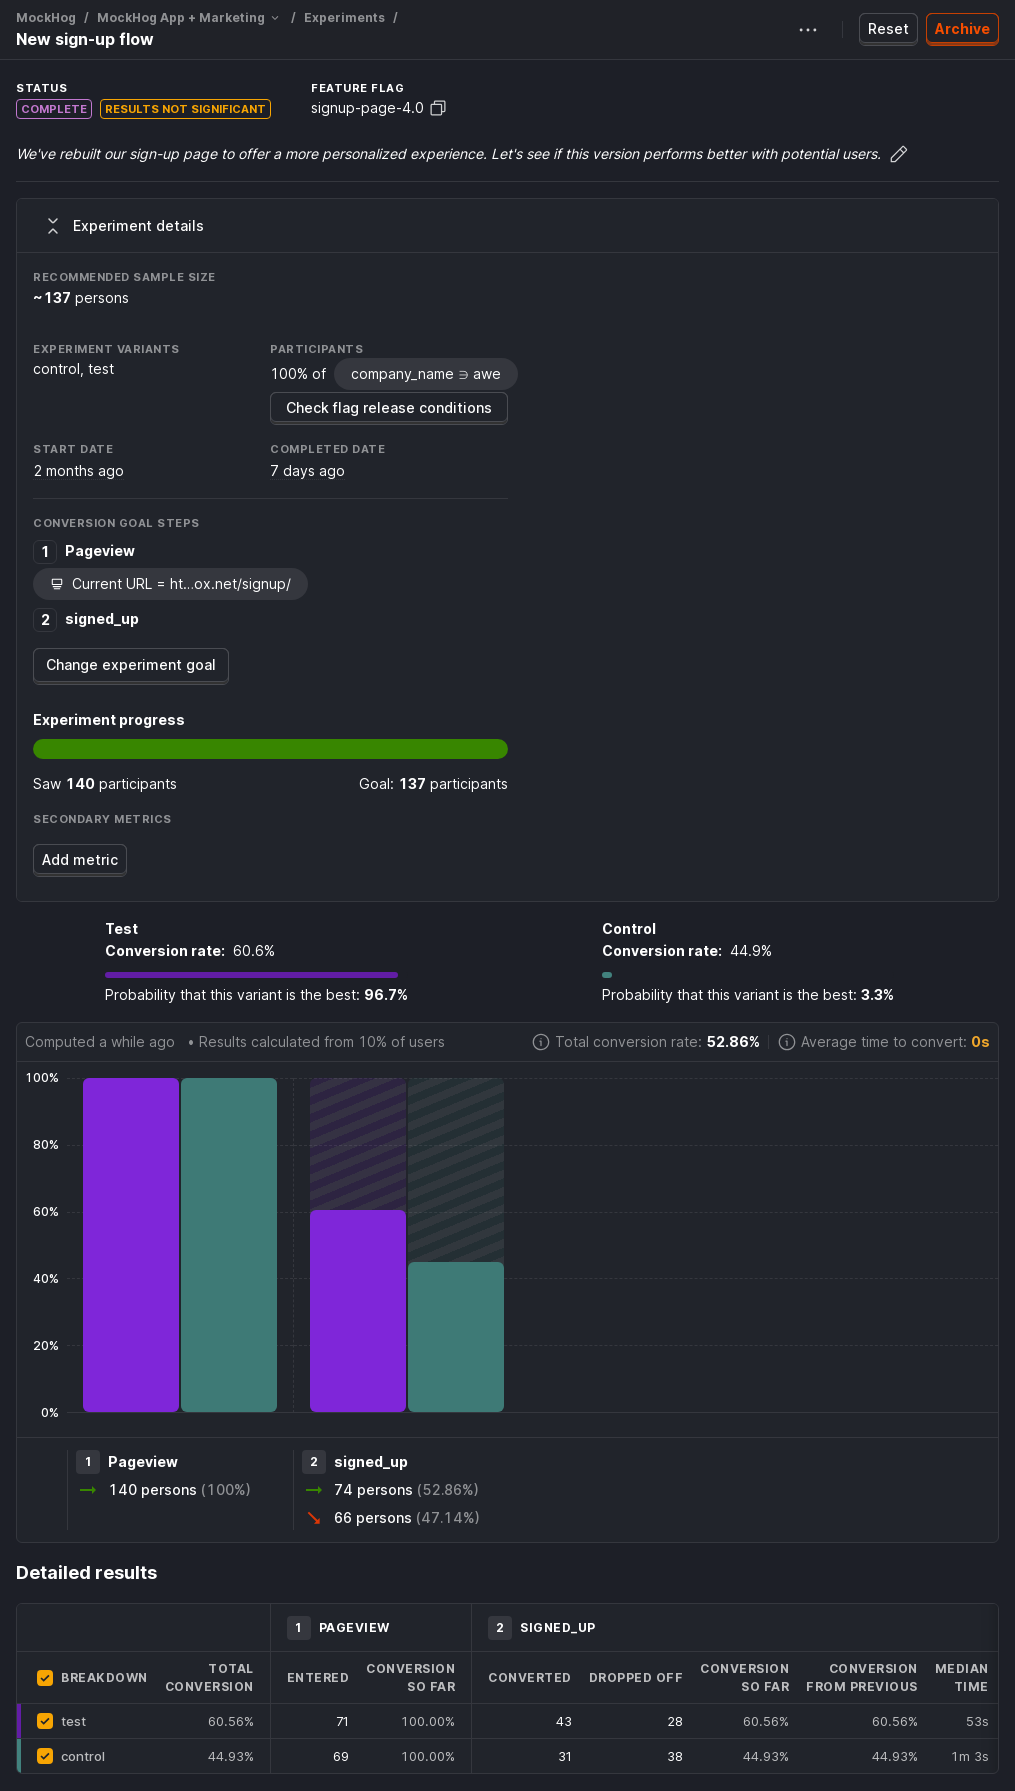 MockHog / MockHog App + Marketing / Experiments /
New sign-up flow
Reset
Archive
STATUS
FEATURE FLAG
COMPLETE
RESULTS NOT SIGNIFICANT
signup-page-4.0
We've rebuilt our sign-up page to offer a more personalized experience. Let's see if this version performs better with potential users.
Experiment details
RECOMMENDED SAMPLE SIZE
~137 persons
EXPERIMENT VARIANTS
PARTICIPANTS
control, test
100% of company_name ∋ awe
Check flag release conditions
START DATE
COMPLETED DATE
2 months ago
7 days ago
CONVERSION GOAL STEPS
1 Pageview
Current URL = ht...ox.net/signup/
2 signed_up
Change experiment goal
Experiment progress
Saw 140 participants
Goal: 137 participants
SECONDARY METRICS
Add metric
Test
Conversion rate: 60.6%
Probability that this variant is the best: 96.7%
Control
Conversion rate: 44.9%
Probability that this variant is the best: 3.3%
Computed a while ago • Results calculated from 10% of users
Total conversion rate: 52.86%
Average time to convert: 0s
100%
80%
60%
40%
20%
0%
1 Pageview
140 persons (100%)
2 signed_up
74 persons (52.86%)
66 persons (47.14%)
Detailed results
1 PAGEVIEW
2 SIGNED_UP
BREAKDOWN
TOTAL
CONVERSION
ENTERED
CONVERSION
SO FAR
CONVERTED
DROPPED OFF
CONVERSION
SO FAR
CONVERSION
FROM PREVIOUS
MEDIAN
TIME
test 60.56% 71 100.00% 43 28 60.56% 60.56% 53s
control 44.93% 69 100.00% 31 38 44.93% 44.93% 1m 3s